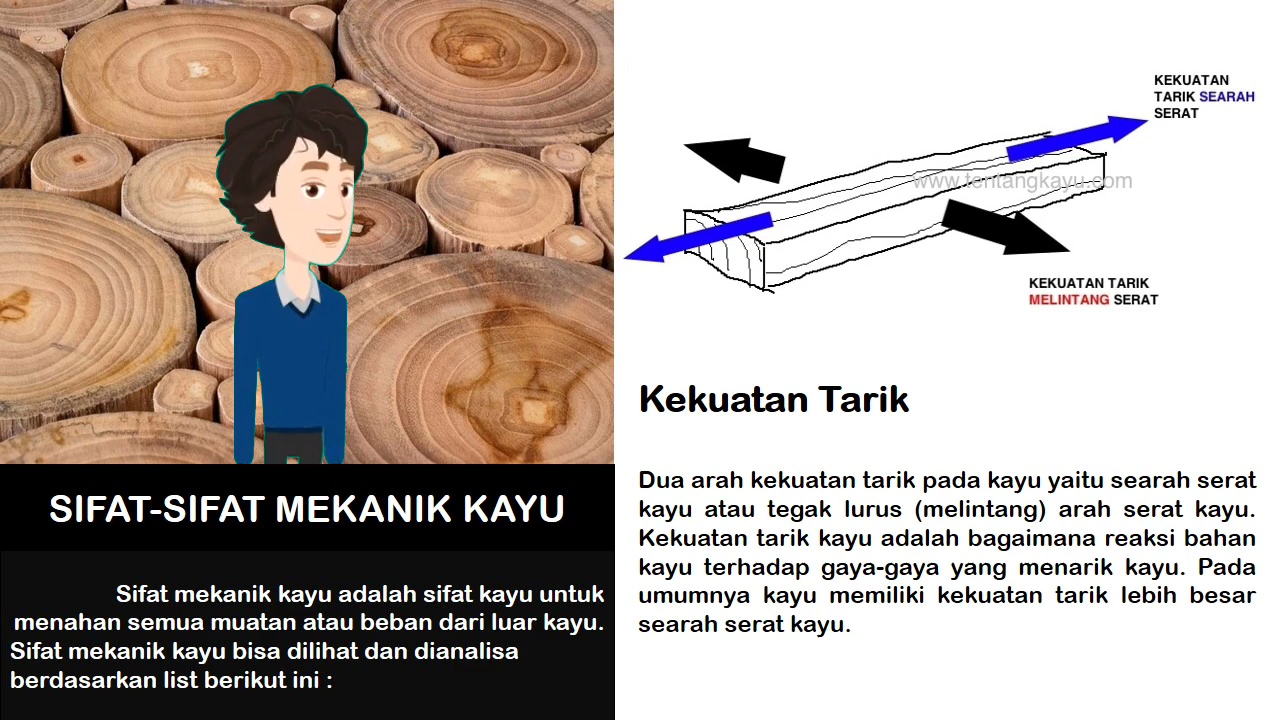 SIFAT-SIFAT MEKANIK KAYU
Sifat mekanik kayu adalah sifat kayu untuk
menahan semua muatan atau beban dari luar kayu.
Sifat mekanik kayu bisa dilihat dan dianalisa
berdasarkan list berikut ini :
KEKUATAN
TARIK SEARAH
SERAT
www.tentangkayu.com
KEKUATAN TARIK
MELINTANG SERAT
Kekuatan Tarik
Dua arah kekuatan tarik pada kayu yaitu searah serat
kayu atau tegak lurus (melintang) arah serat kayu.
Kekuatan tarik kayu adalah bagaimana reaksi bahan
kayu terhadap gaya-gaya yang menarik kayu. Pada
umumnya kayu memiliki kekuatan tarik lebih besar
searah serat kayu.